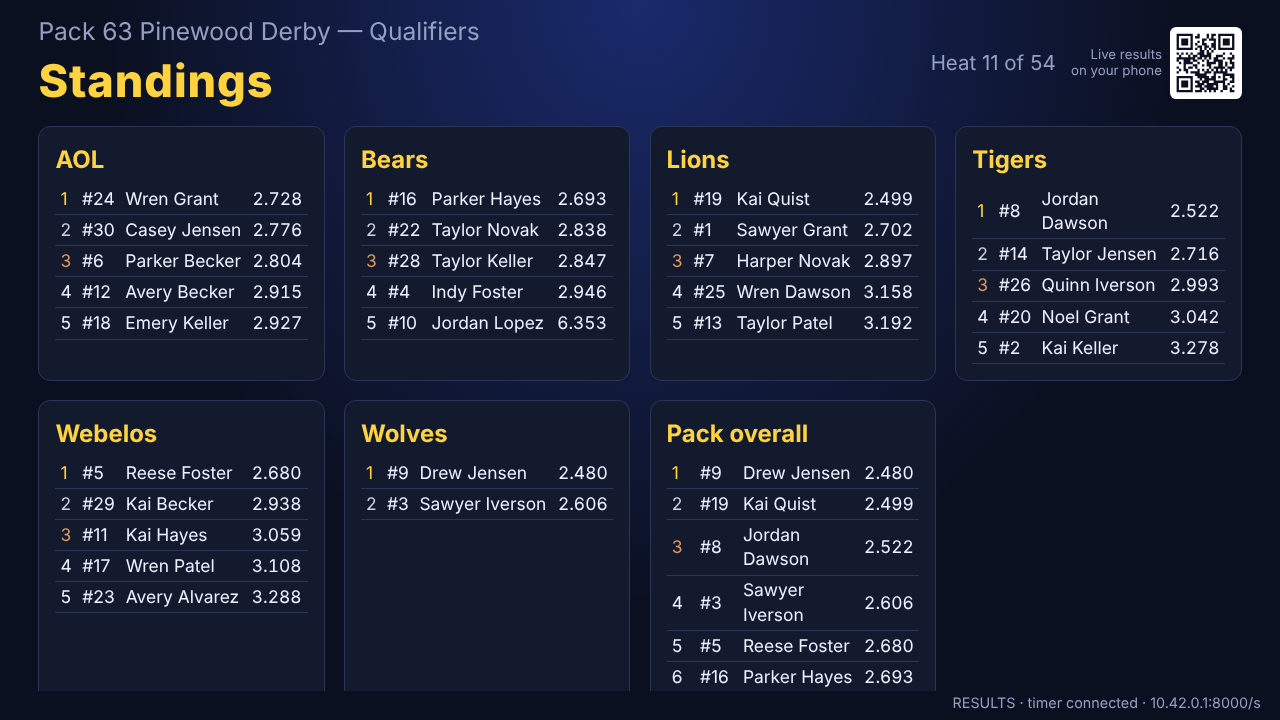 Pack 63 Pinewood Derby — Qualifiers
Standings
Heat 11 of 54
Live results
on your phone
AOL
1 #24 Wren Grant 2.728
2 #30 Casey Jensen 2.776
3 #6 Parker Becker 2.804
4 #12 Avery Becker 2.915
5 #18 Emery Keller 2.927
Bears
1 #16 Parker Hayes 2.693
2 #22 Taylor Novak 2.838
3 #28 Taylor Keller 2.847
4 #4 Indy Foster 2.946
5 #10 Jordan Lopez 6.353
Lions
1 #19 Kai Quist 2.499
2 #1 Sawyer Grant 2.702
3 #7 Harper Novak 2.897
4 #25 Wren Dawson 3.158
5 #13 Taylor Patel 3.192
Tigers
1 #8 Jordan
Dawson 2.522
2 #14 Taylor Jensen 2.716
3 #26 Quinn Iverson 2.993
4 #20 Noel Grant 3.042
5 #2 Kai Keller 3.278
Webelos
1 #5 Reese Foster 2.680
2 #29 Kai Becker 2.938
3 #11 Kai Hayes 3.059
4 #17 Wren Patel 3.108
5 #23 Avery Alvarez 3.288
Wolves
1 #9 Drew Jensen 2.480
2 #3 Sawyer Iverson 2.606
Pack overall
1 #9 Drew Jensen 2.480
2 #19 Kai Quist 2.499
3 #8 Jordan
Dawson 2.522
4 #3 Sawyer
Iverson 2.606
5 #5 Reese Foster 2.680
6 #16 Parker Hayes 2.693
RESULTS · timer connected · 10.42.0.1:8000/s